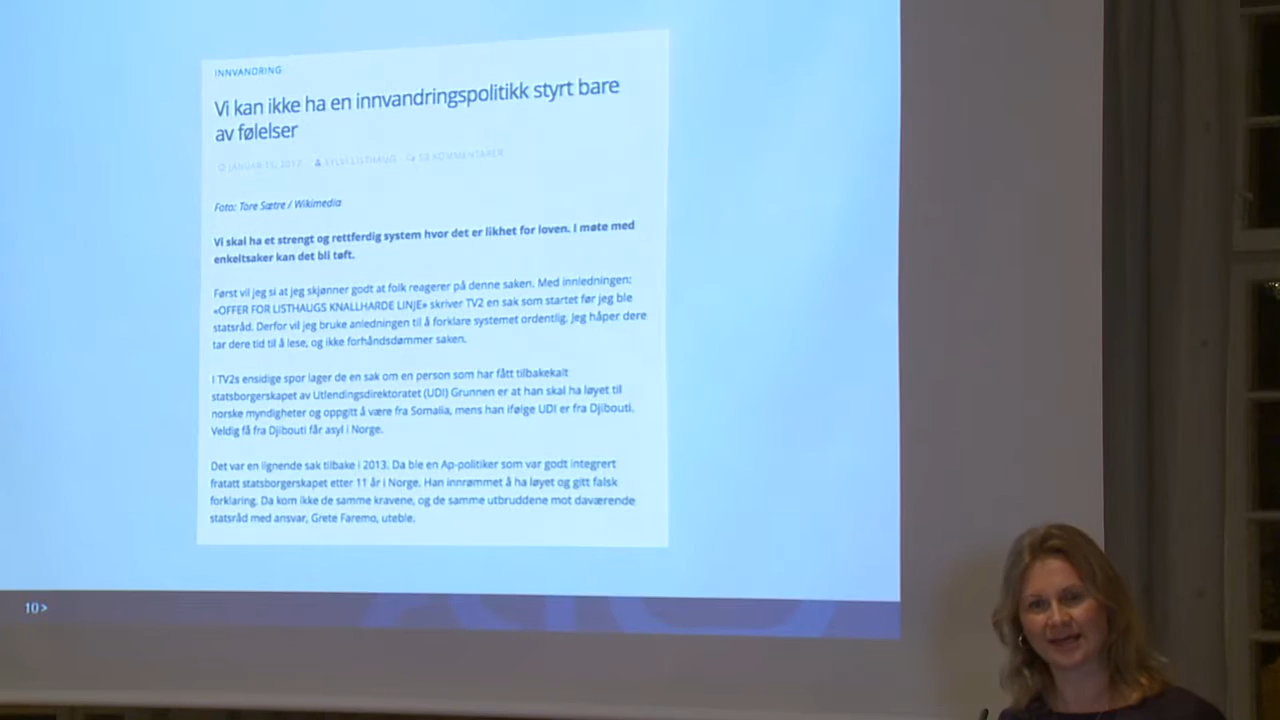 INNVANDRING
Vi kan ikke ha en innvandringspolitikk styrt bare
av følelser
JANUAR 15, 2017 SYLVI LISTHAUG 53 KOMMENTARER
Foto: Tore Sætre / Wikimedia
Vi skal ha et strengt og rettferdig system hvor det er likhet for loven. I møte med
enkeltsaker kan det bli tøft.
Først vil jeg si at jeg skjønner godt at folk reagerer på denne saken. Med innledningen:
«OFFER FOR LISTHAUGS KNALLHARDE LINJE» skriver TV2 en sak som startet før jeg ble
statsråd. Derfor vil jeg bruke anledningen til å forklare systemet ordentlig. Jeg håper dere
tar dere tid til å lese, og ikke forhåndsdømmer saken.
I TV2s ensidige spor lager de en sak om en person som har fått tilbakekalt
statsborgerskapet av Utlendingsdirektoratet (UDI) Grunnen er at han skal ha løyet til
norske myndigheter og oppgitt å være fra Somalia, mens han ifølge UDI er fra Djibouti.
Veldig få fra Djibouti får asyl i Norge.
Det var en lignende sak tilbake i 2013. Da ble en Ap-politiker som var godt integrert
fratatt statsborgerskapet etter 11 år i Norge. Han innrømmet å ha løyet og gitt falsk
forklaring. Da kom ikke de samme kravene, og de samme utbruddene mot daværende
statsråd med ansvar, Grete Faremo, uteble.
10>